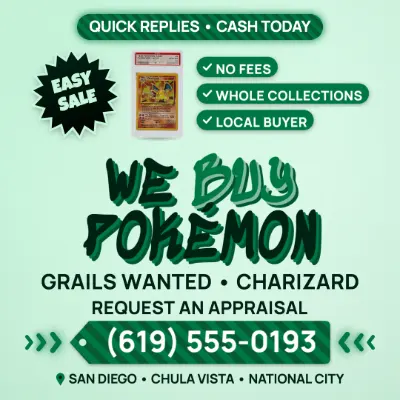 QUICK REPLIES • CASH TODAY
EASY
SALE
NO FEES
WHOLE COLLECTIONS
LOCAL BUYER
WE BUY
POKÉMON
GRAILS WANTED • CHARIZARD
REQUEST AN APPRAISAL
(619) 555-0193
SAN DIEGO • CHULA VISTA • NATIONAL CITY